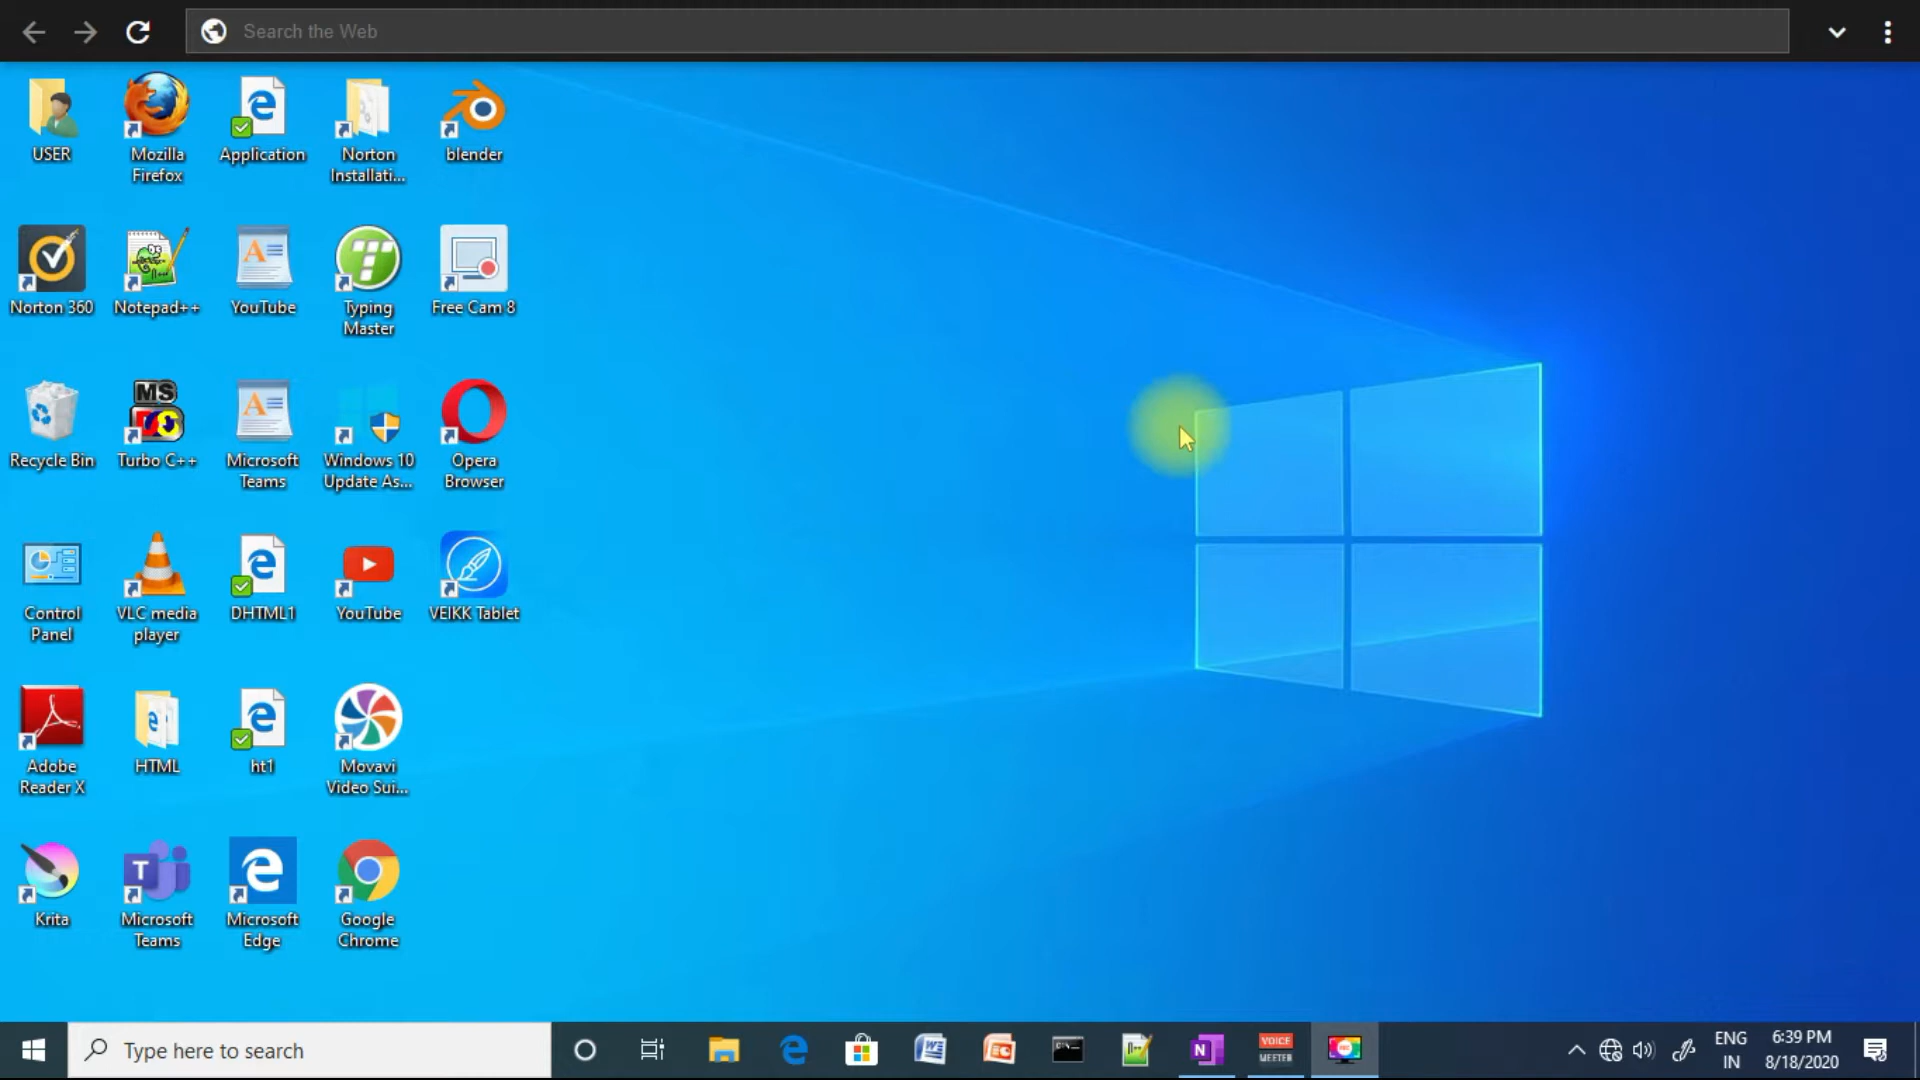 Search the Web
USER
Mozilla
Firefox
Application
Norton
Installati...
blender
Norton 360
Notepad++
YouTube
Typing
Master
Free Cam 8
Recycle Bin
MS
Turbo C++
Microsoft
Teams
Windows 10
Update As...
Opera
Browser
Control
Panel
VLC media
player
DHTML1
YouTube
VEIKK Tablet
Adobe
Reader X
HTML
ht1
Movavi
Video Sui...
Krita
Microsoft
Teams
Microsoft
Edge
Google
Chrome
Type here to search
VOICE
MEETER
ENG
IN
6:39 PM
8/18/2020